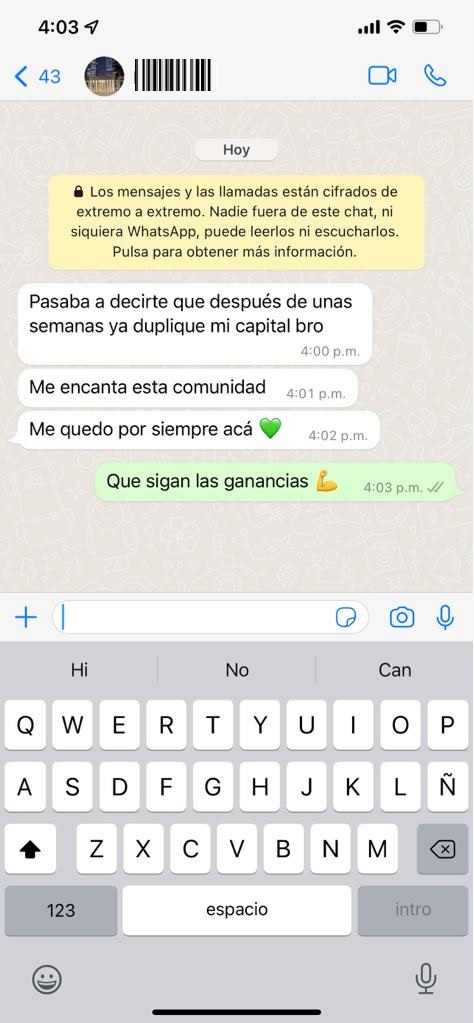 4:03
43
Hoy
Los mensajes y las llamadas están cifrados de
extremo a extremo. Nadie fuera de este chat, ni
siquiera WhatsApp, puede leerlos ni escucharlos.
Pulsa para obtener más información.
Pasaba a decirte que después de unas
semanas ya duplique mi capital bro
4:00 p.m.
Me encanta esta comunidad 4:01 p.m.
Me quedo por siempre acá 💚 4:02 p.m.
Que sigan las ganancias 💪 4:03 p.m.
Hi No Can
Q W E R T Y U I O P
A S D F G H J K L Ñ
Z X C V B N M
123 espacio intro